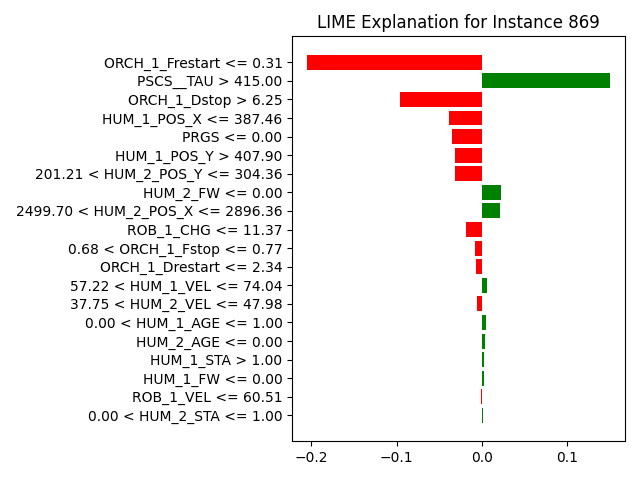 LIME Explanation for Instance 869
ORCH_1_Frestart <= 0.31
PSCS__TAU > 415.00
ORCH_1_Dstop > 6.25
HUM_1_POS_X <= 387.46
PRGS <= 0.00
HUM_1_POS_Y > 407.90
201.21 < HUM_2_POS_Y <= 304.36
HUM_2_FW <= 0.00
2499.70 < HUM_2_POS_X <= 2896.36
ROB_1_CHG <= 11.37
0.68 < ORCH_1_Fstop <= 0.77
ORCH_1_Drestart <= 2.34
57.22 < HUM_1_VEL <= 74.04
37.75 < HUM_2_VEL <= 47.98
0.00 < HUM_1_AGE <= 1.00
HUM_2_AGE <= 0.00
HUM_1_STA > 1.00
HUM_1_FW <= 0.00
ROB_1_VEL <= 60.51
0.00 < HUM_2_STA <= 1.00
−0.2 −0.1 0.0 0.1